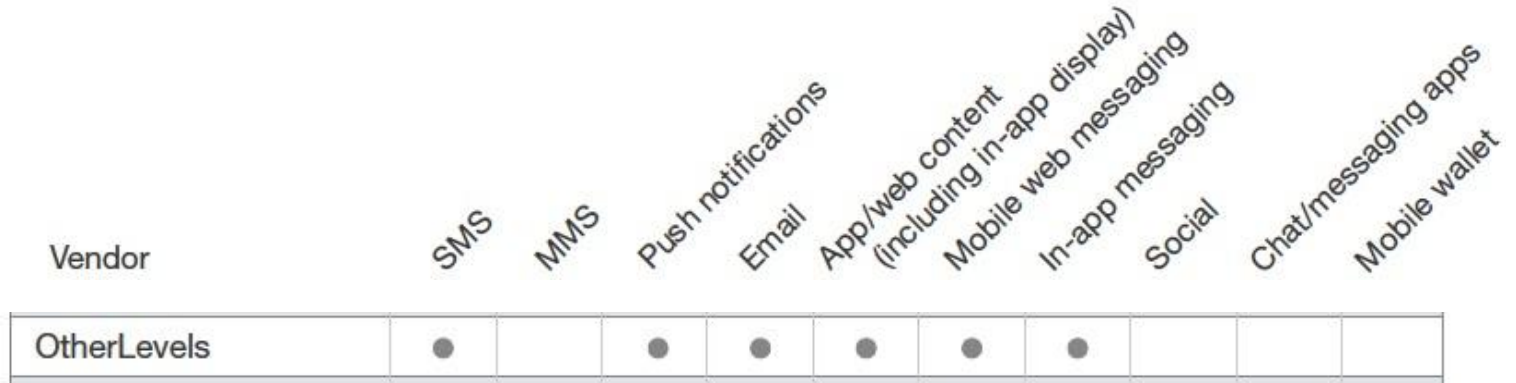 Vendor
SMS
MMS
Push notifications
Email
App/web content
(including in-app display)
Mobile web messaging
In-app messaging
Social
Chat/messaging apps
Mobile wallet
OtherLevels